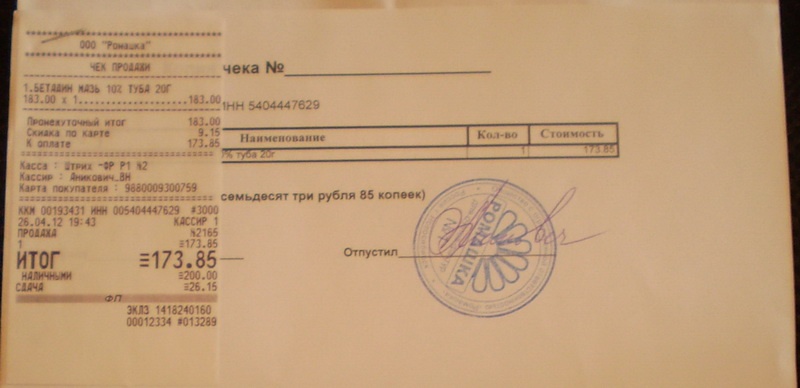 ООО "Ромашка"
ЧЕК ПРОДАЖИ
1.БЕТАДИН МАЗЬ 10% ТУБА 20Г
183.00 x 1......................183.00
Промежуточный итог 183.00
Скидка по карте 9.15
К оплате 173.85
Касса : Штрих -ФР Р1 №2
Кассир : Аникович_ВН
Карта покупателя : 9880009300759
ККМ 00193431 ИНН 005404447629 #3000
26.04.12 19:43 КАССИР 1
ПРОДАЖА №2165
1 ≡173.85
ИТОГ ≡173.85
НАЛИЧНЫМИ ≡200.00
СДАЧА ≡26.15
ФП
ЭКЛЗ 1418240160
00012334 #013289
чека №
ИНН 5404447629
Наименование Кол-во Стоимость
% туба 20г 1 173.85
семьдесят три рубля 85 копеек)
Отпустил
РОМАШКА